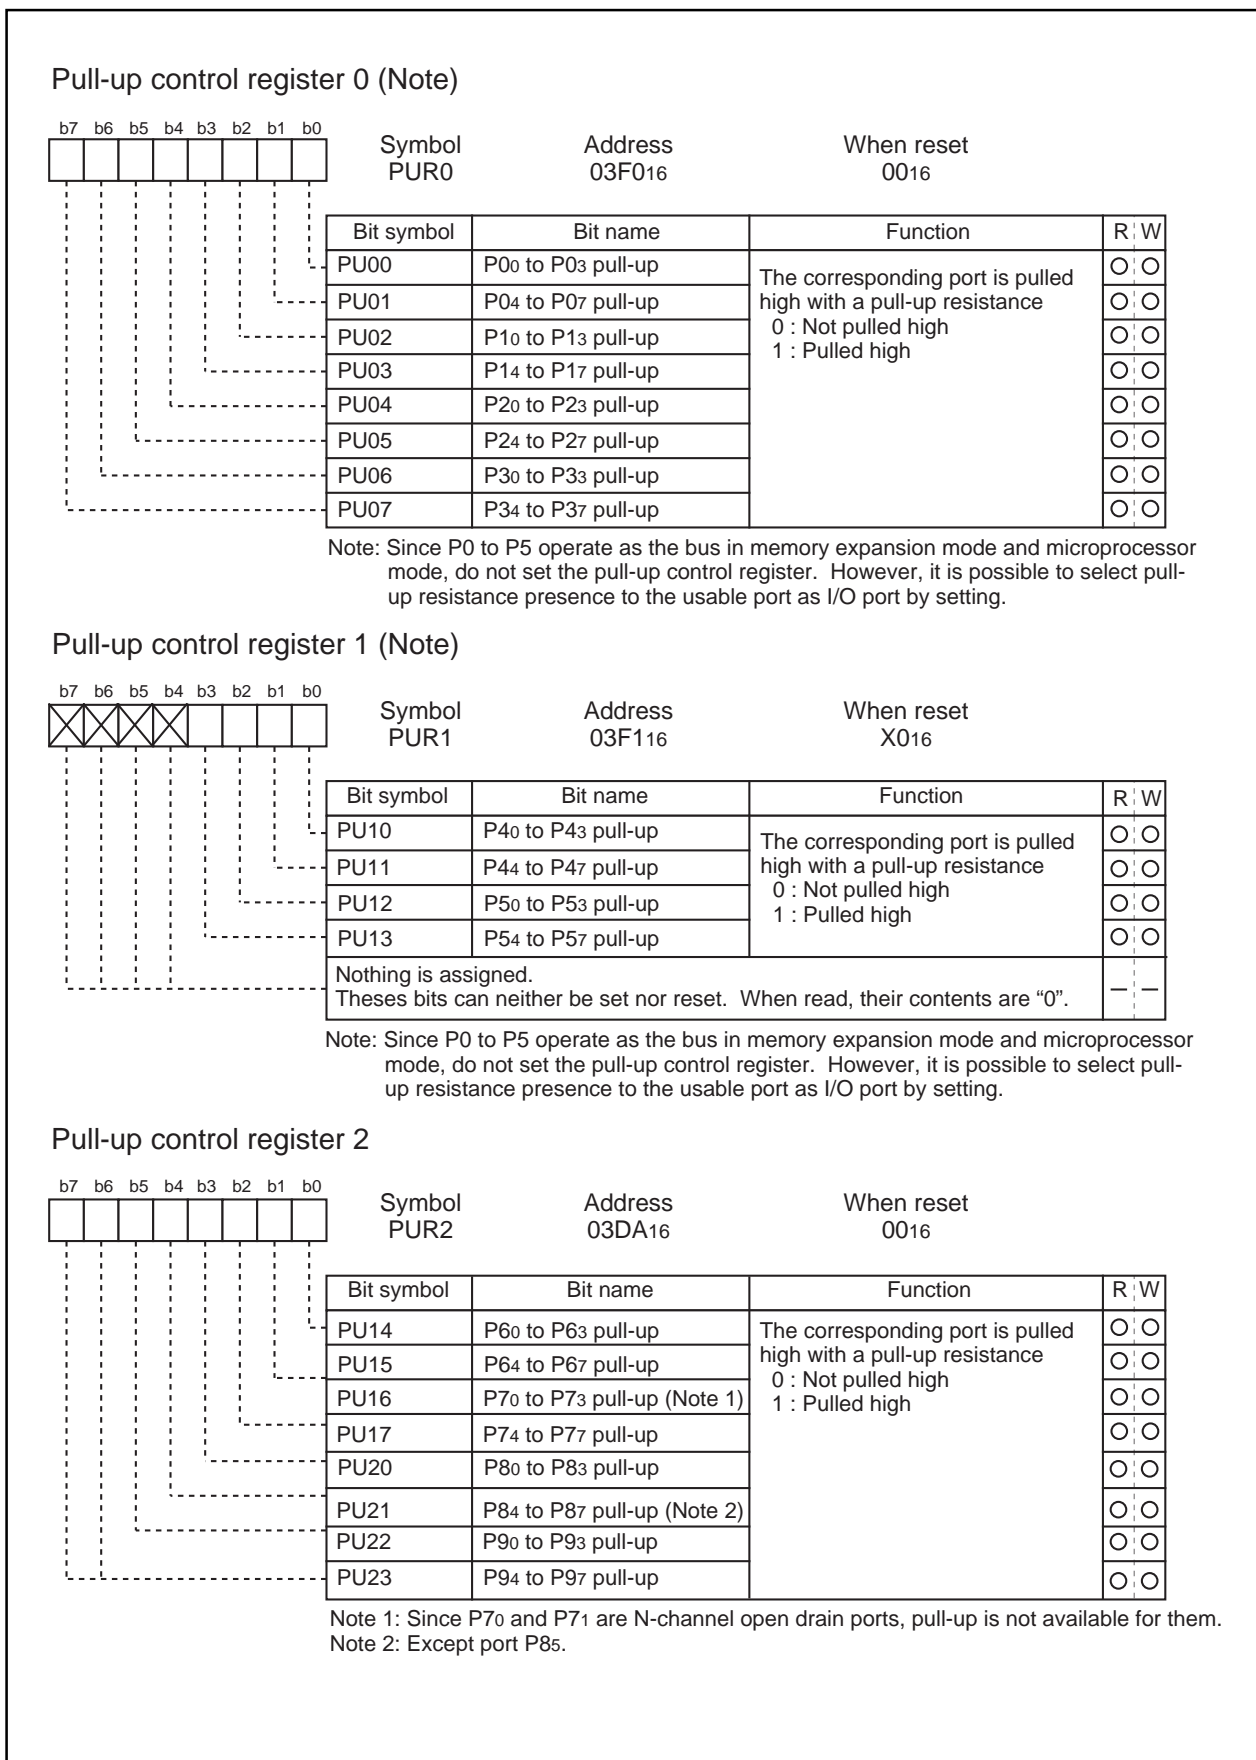 Pull-up control register 0 (Note)
b7 b6 b5 b4 b3 b2 b1 b0
Symbol Address When reset
PUR0 03F016 0016
Bit symbol Bit name Function R W
PU00 P00 to P03 pull-up
The corresponding port is pulled
high with a pull-up resistance
0 : Not pulled high
1 : Pulled high
PU01 P04 to P07 pull-up
PU02 P10 to P13 pull-up
PU03 P14 to P17 pull-up
PU04 P20 to P23 pull-up
PU05 P24 to P27 pull-up
PU06 P30 to P33 pull-up
PU07 P34 to P37 pull-up
Note: Since P0 to P5 operate as the bus in memory expansion mode and microprocessor
mode, do not set the pull-up control register. However, it is possible to select pull-
up resistance presence to the usable port as I/O port by setting.
Pull-up control register 1 (Note)
b7 b6 b5 b4 b3 b2 b1 b0
Symbol Address When reset
PUR1 03F116 X016
Bit symbol Bit name Function R W
PU10 P40 to P43 pull-up
The corresponding port is pulled
high with a pull-up resistance
0 : Not pulled high
1 : Pulled high
PU11 P44 to P47 pull-up
PU12 P50 to P53 pull-up
PU13 P54 to P57 pull-up
Nothing is assigned.
Theses bits can neither be set nor reset. When read, their contents are “0”.
Note: Since P0 to P5 operate as the bus in memory expansion mode and microprocessor
mode, do not set the pull-up control register. However, it is possible to select pull-
up resistance presence to the usable port as I/O port by setting.
Pull-up control register 2
b7 b6 b5 b4 b3 b2 b1 b0
Symbol Address When reset
PUR2 03DA16 0016
Bit symbol Bit name Function R W
PU14 P60 to P63 pull-up
The corresponding port is pulled
high with a pull-up resistance
0 : Not pulled high
1 : Pulled high
PU15 P64 to P67 pull-up
PU16 P70 to P73 pull-up (Note 1)
PU17 P74 to P77 pull-up
PU20 P80 to P83 pull-up
PU21 P84 to P87 pull-up (Note 2)
PU22 P90 to P93 pull-up
PU23 P94 to P97 pull-up
Note 1: Since P70 and P71 are N-channel open drain ports, pull-up is not available for them.
Note 2: Except port P85.